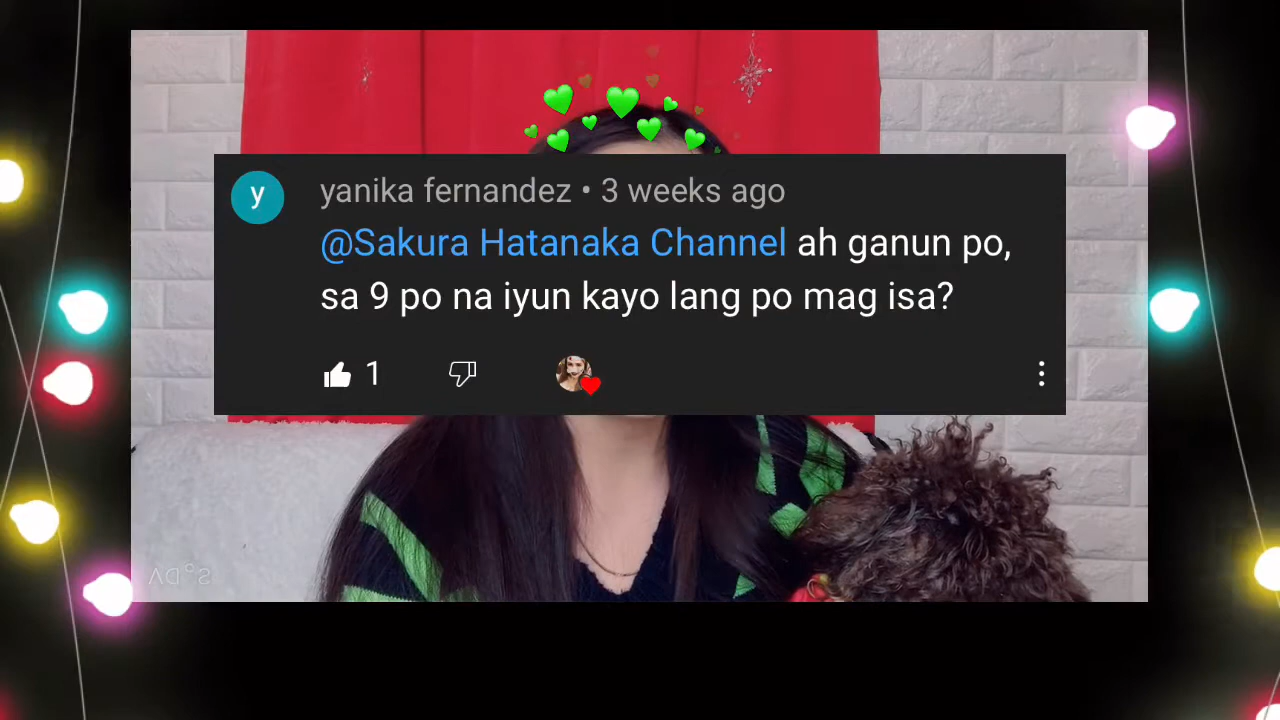 y
yanika fernandez • 3 weeks ago
@Sakura Hatanaka Channel ah ganun po,
sa 9 po na iyun kayo lang po mag isa?
1